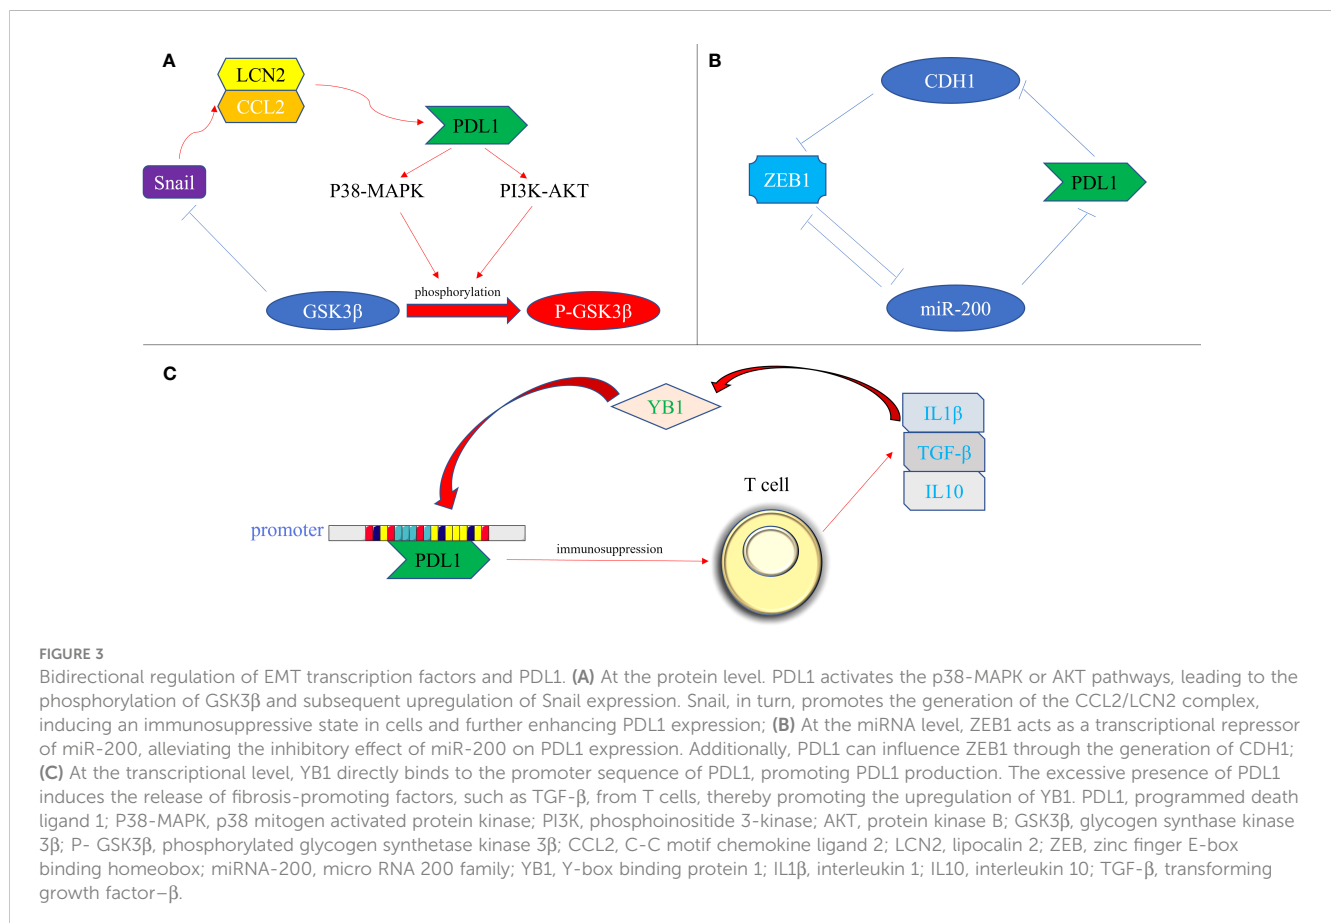 A
LCN2
CCL2
PDL1
Snail
P38-MAPK
PI3K-AKT
phosphorylation
GSK3β
P-GSK3β
B
CDH1
ZEB1
PDL1
miR-200
C
YB1
IL1β
TGF-β
IL10
T cell
promoter
PDL1
immunosuppression
FIGURE 3
Bidirectional regulation of EMT transcription factors and PDL1. (A) At the protein level. PDL1 activates the p38-MAPK or AKT pathways, leading to the
phosphorylation of GSK3β and subsequent upregulation of Snail expression. Snail, in turn, promotes the generation of the CCL2/LCN2 complex,
inducing an immunosuppressive state in cells and further enhancing PDL1 expression; (B) At the miRNA level, ZEB1 acts as a transcriptional repressor
of miR-200, alleviating the inhibitory effect of miR-200 on PDL1 expression. Additionally, PDL1 can influence ZEB1 through the generation of CDH1;
(C) At the transcriptional level, YB1 directly binds to the promoter sequence of PDL1, promoting PDL1 production. The excessive presence of PDL1
induces the release of fibrosis-promoting factors, such as TGF-β, from T cells, thereby promoting the upregulation of YB1. PDL1, programmed death
ligand 1; P38-MAPK, p38 mitogen activated protein kinase; PI3K, phosphoinositide 3-kinase; AKT, protein kinase B; GSK3β, glycogen synthase kinase
3β; P- GSK3β, phosphorylated glycogen synthetase kinase 3β; CCL2, C-C motif chemokine ligand 2; LCN2, lipocalin 2; ZEB, zinc finger E-box
binding homeobox; miRNA-200, micro RNA 200 family; YB1, Y-box binding protein 1; IL1β, interleukin 1; IL10, interleukin 10; TGF-β, transforming
growth factor–β.